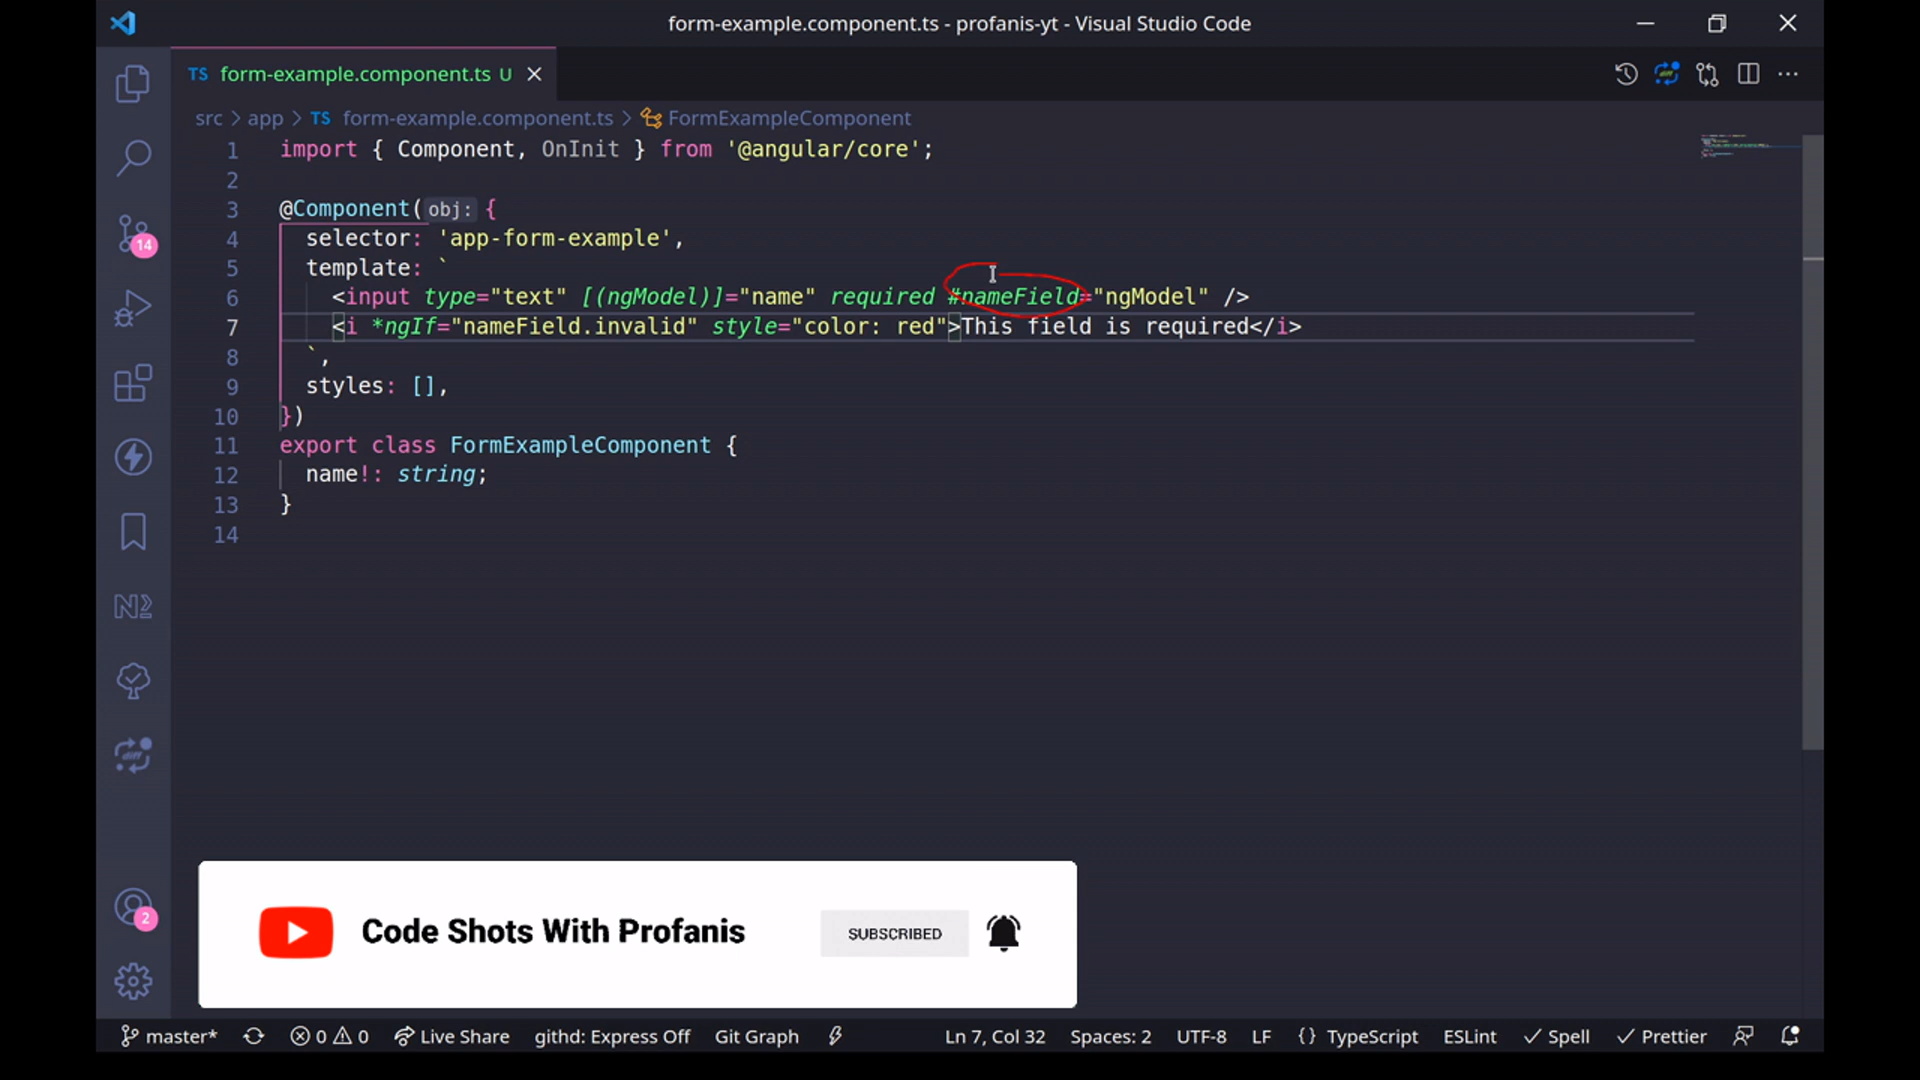 form-example.component.ts - profanis-yt - Visual Studio Code
TS form-example.component.ts U
src > app > TS form-example.component.ts > FormExampleComponent
1 import { Component, OnInit } from '@angular/core';
2
3 @Component(obj: {
4 selector: 'app-form-example',
5 template: `
6 <input type="text" [(ngModel)]="name" required #nameField="ngModel" />
7 <i *ngIf="nameField.invalid" style="color: red">This field is required</i>
8 `,
9 styles: [],
10 })
11 export class FormExampleComponent {
12 name!: string;
13 }
14
14
diff
2
Code Shots With Profanis
SUBSCRIBED
master* 0 0 Live Share githd: Express Off Git Graph Ln 7, Col 32 Spaces: 2 UTF-8 LF {} TypeScript ESLint ✓ Spell ✓ Prettier